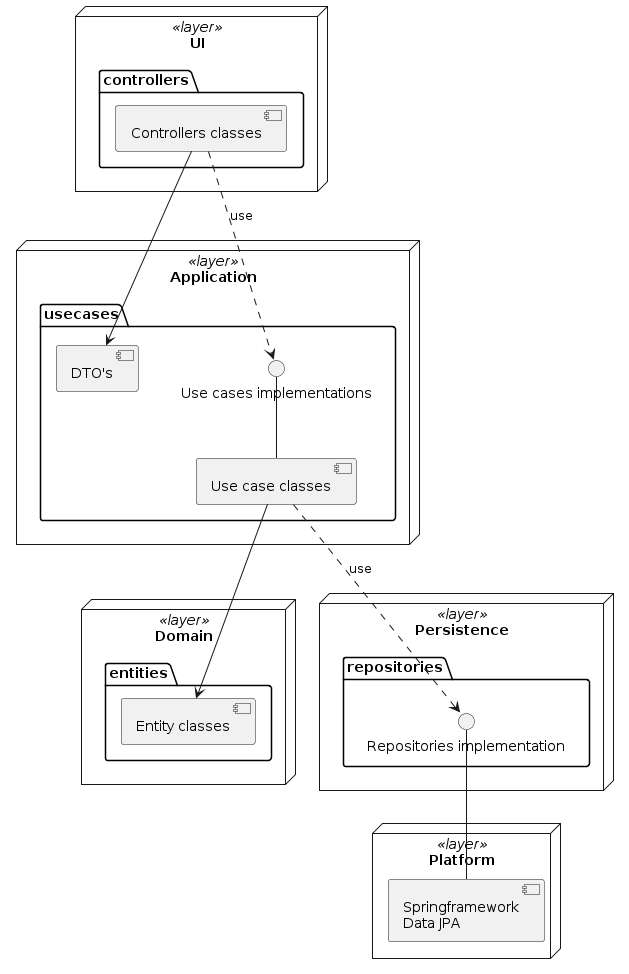 «layer»
UI
controllers
Controllers classes
use
«layer»
Application
usecases
DTO's
Use cases implementations
Use case classes
use
«layer»
Domain
entities
Entity classes
«layer»
Persistence
repositories
Repositories implementation
«layer»
Platform
Springframework
Data JPA